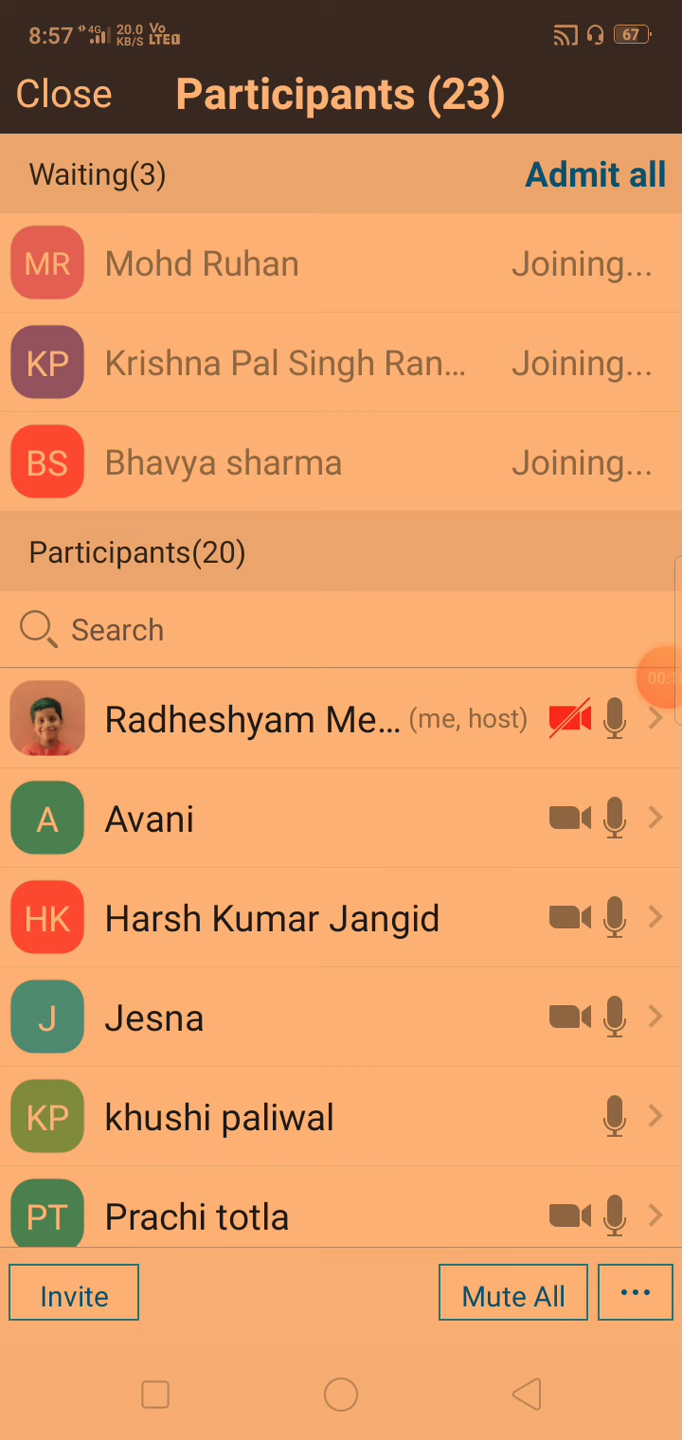 8:57 4G 20.0 KB/S Vo LTE1 67
Close Participants (23)
Waiting(3) Admit all
MR Mohd Ruhan Joining...
KP Krishna Pal Singh Ran... Joining...
BS Bhavya sharma Joining...
Participants(20)
Search
Radheshyam Me... (me, host)
A Avani
HK Harsh Kumar Jangid
J Jesna
KP khushi paliwal
PT Prachi totla
Invite Mute All ...